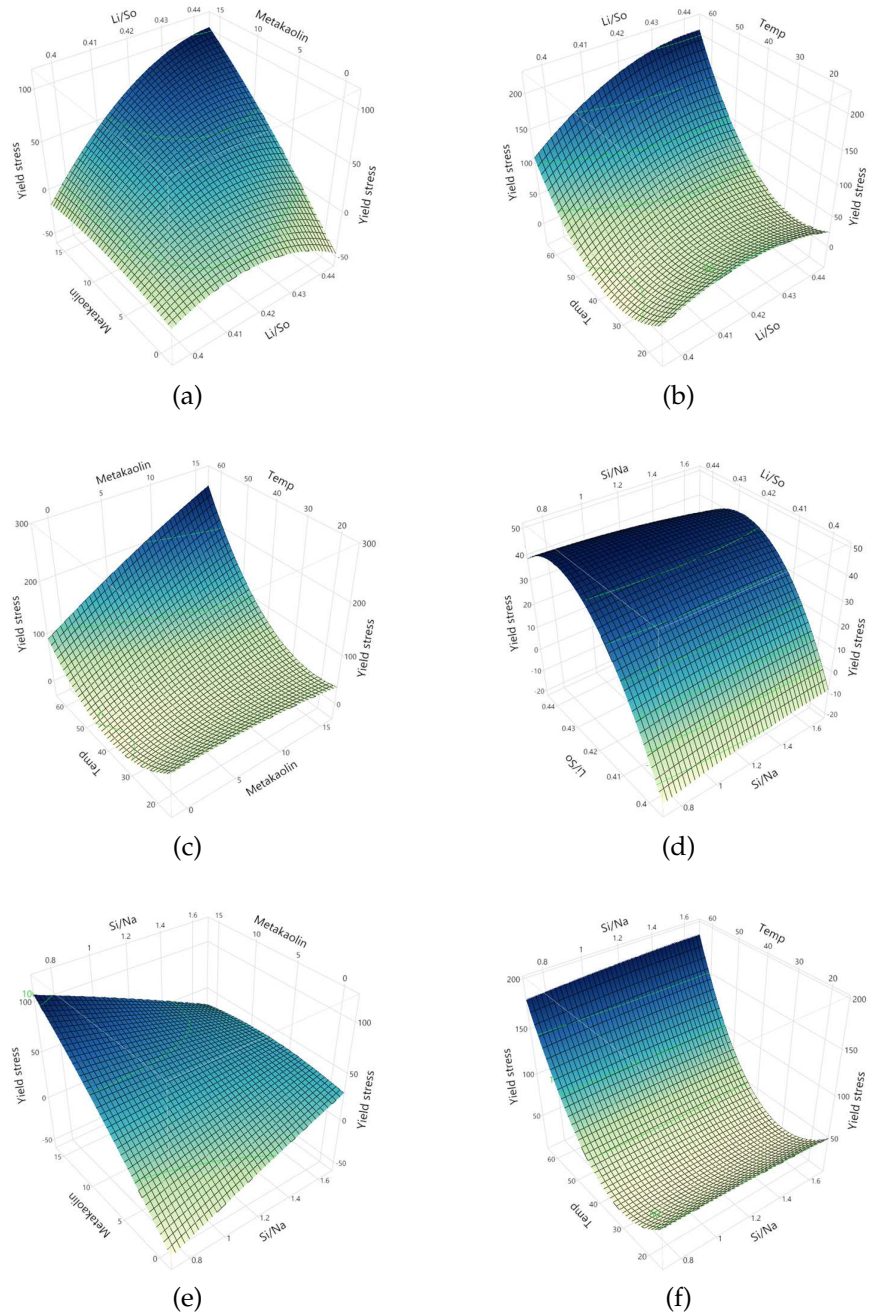 Li/So
Metakaolin
0.4 0.41 0.42 0.43 0.44 15 10 5 0
100 50 0 -50
Yield stress
100 50 0 -50
Yield stress
15 10 5 0
Metakaolin
0.4 0.41 0.42 0.43 0.44
Li/So
(a)
Li/So
Temp
0.4 0.41 0.42 0.43 0.44 60 50 40 30 20
200 150 100 50 0
Yield stress
200 150 100 50 0
Yield stress
60 50 40 30 20
Temp
0.4 0.41 0.42 0.43 0.44
Li/So
(b)
Metakaolin
Temp
0 5 10 15 60 50 40 30 20
300 200 100 0
Yield stress
300 200 100 0
Yield stress
60 50 40 30 20
Temp
0 5 10 15
Metakaolin
(c)
Si/Na
Li/So
0.8 1 1.2 1.4 1.6 0.44 0.43 0.42 0.41 0.4
50 40 30 20 10 0 -10 -20
Yield stress
50 40 30 20 10 0 -10 -20
Yield stress
0.44 0.43 0.42 0.41 0.4
Li/So
0.8 1 1.2 1.4 1.6
Si/Na
(d)
Si/Na
Metakaolin
0.8 1 1.2 1.4 1.6 15 10 5 0
100 50 0 -50
Yield stress
100 50 0 -50
Yield stress
15 10 5 0
Metakaolin
0.8 1 1.2 1.4 1.6
Si/Na
(e)
Si/Na
Temp
0.8 1 1.2 1.4 1.6 60 50 40 30 20
200 150 100 50
Yield stress
200 150 100 50
Yield stress
60 50 40 30 20
Temp
0.8 1 1.2 1.4 1.6
Si/Na
(f)